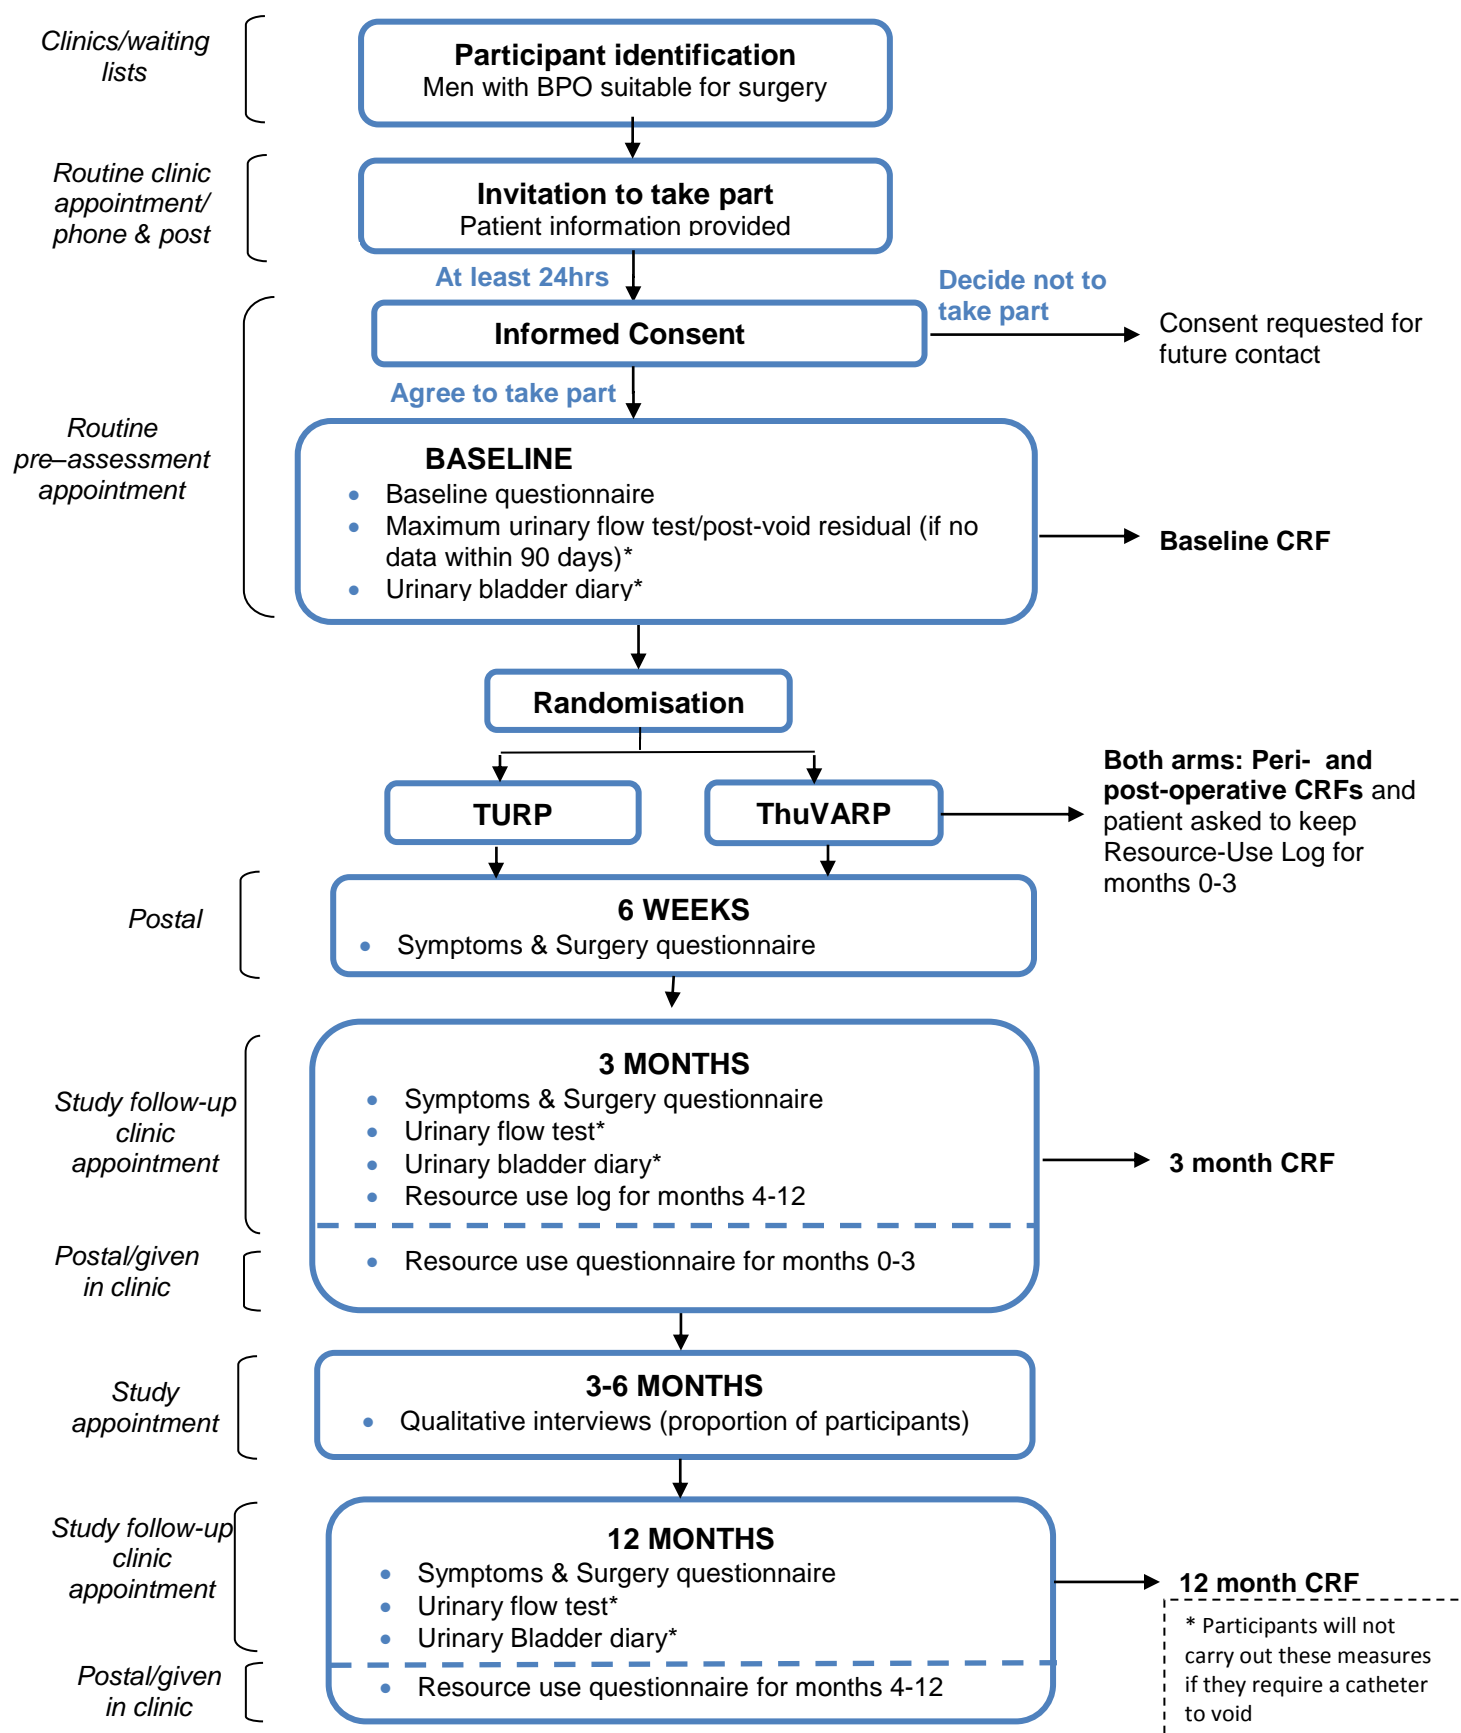 Clinics/waiting
lists
Participant identification
Men with BPO suitable for surgery
Routine clinic
appointment/
phone & post
Invitation to take part
Patient information provided
At least 24hrs
Decide not to
take part
Informed Consent
Consent requested for
future contact
Agree to take part
Routine
pre–assessment
appointment
BASELINE
• Baseline questionnaire
• Maximum urinary flow test/post-void residual (if no
data within 90 days)*
• Urinary bladder diary*
Baseline CRF
Randomisation
TURP
ThuVARP
Both arms: Peri- and
post-operative CRFs and
patient asked to keep
Resource-Use Log for
months 0-3
Postal
6 WEEKS
• Symptoms & Surgery questionnaire
Study follow-up
clinic
appointment
3 MONTHS
• Symptoms & Surgery questionnaire
• Urinary flow test*
• Urinary bladder diary*
• Resource use log for months 4-12
3 month CRF
Postal/given
in clinic
• Resource use questionnaire for months 0-3
Study
appointment
3-6 MONTHS
• Qualitative interviews (proportion of participants)
Study follow-up
clinic
appointment
12 MONTHS
• Symptoms & Surgery questionnaire
• Urinary flow test*
• Urinary Bladder diary*
12 month CRF
* Participants will not
carry out these measures
if they require a catheter
to void
Postal/given
in clinic
• Resource use questionnaire for months 4-12